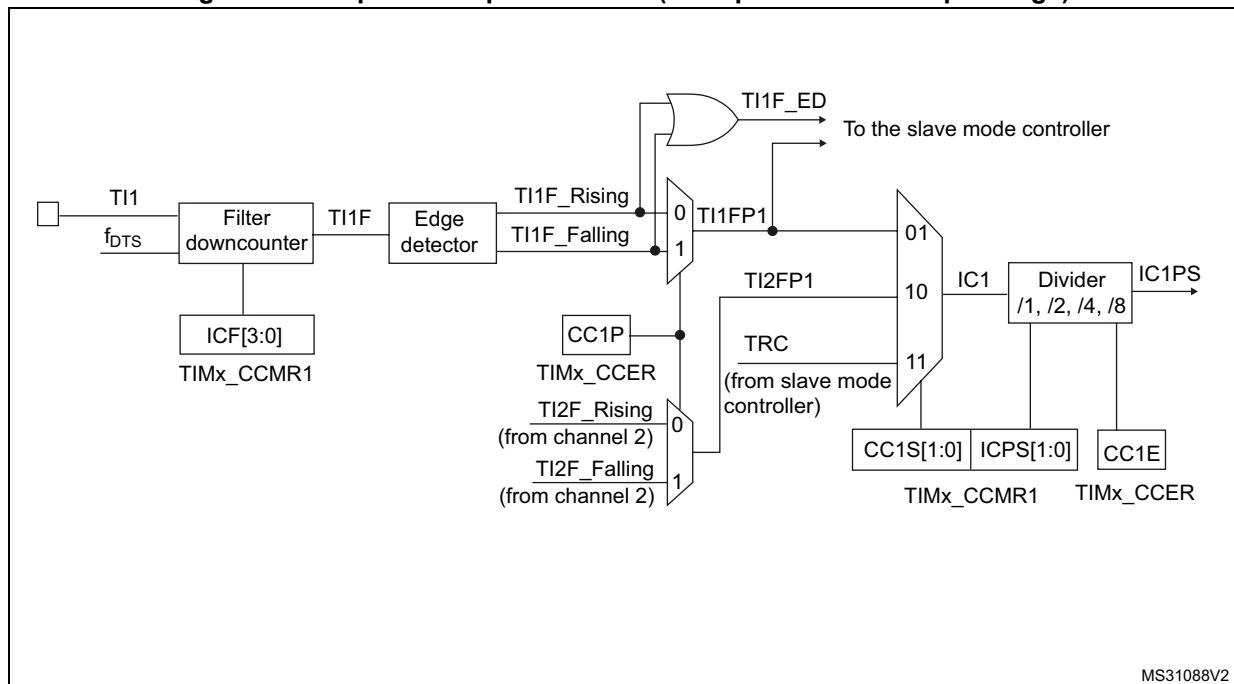 TI1F_ED
To the slave mode controller
TI1
f_DTS
Filter
downcounter
TI1F
Edge
detector
TI1F_Rising
TI1F_Falling
0
1
TI1FP1
01
TI2FP1
10
IC1
Divider
/1, /2, /4, /8
IC1PS
ICF[3:0]
TIMx_CCMR1
CC1P
TIMx_CCER
TRC
11
(from slave mode
controller)
TI2F_Rising
(from channel 2)
0
TI2F_Falling
(from channel 2)
1
CC1S[1:0]
ICPS[1:0]
CC1E
TIMx_CCMR1
TIMx_CCER
MS31088V2